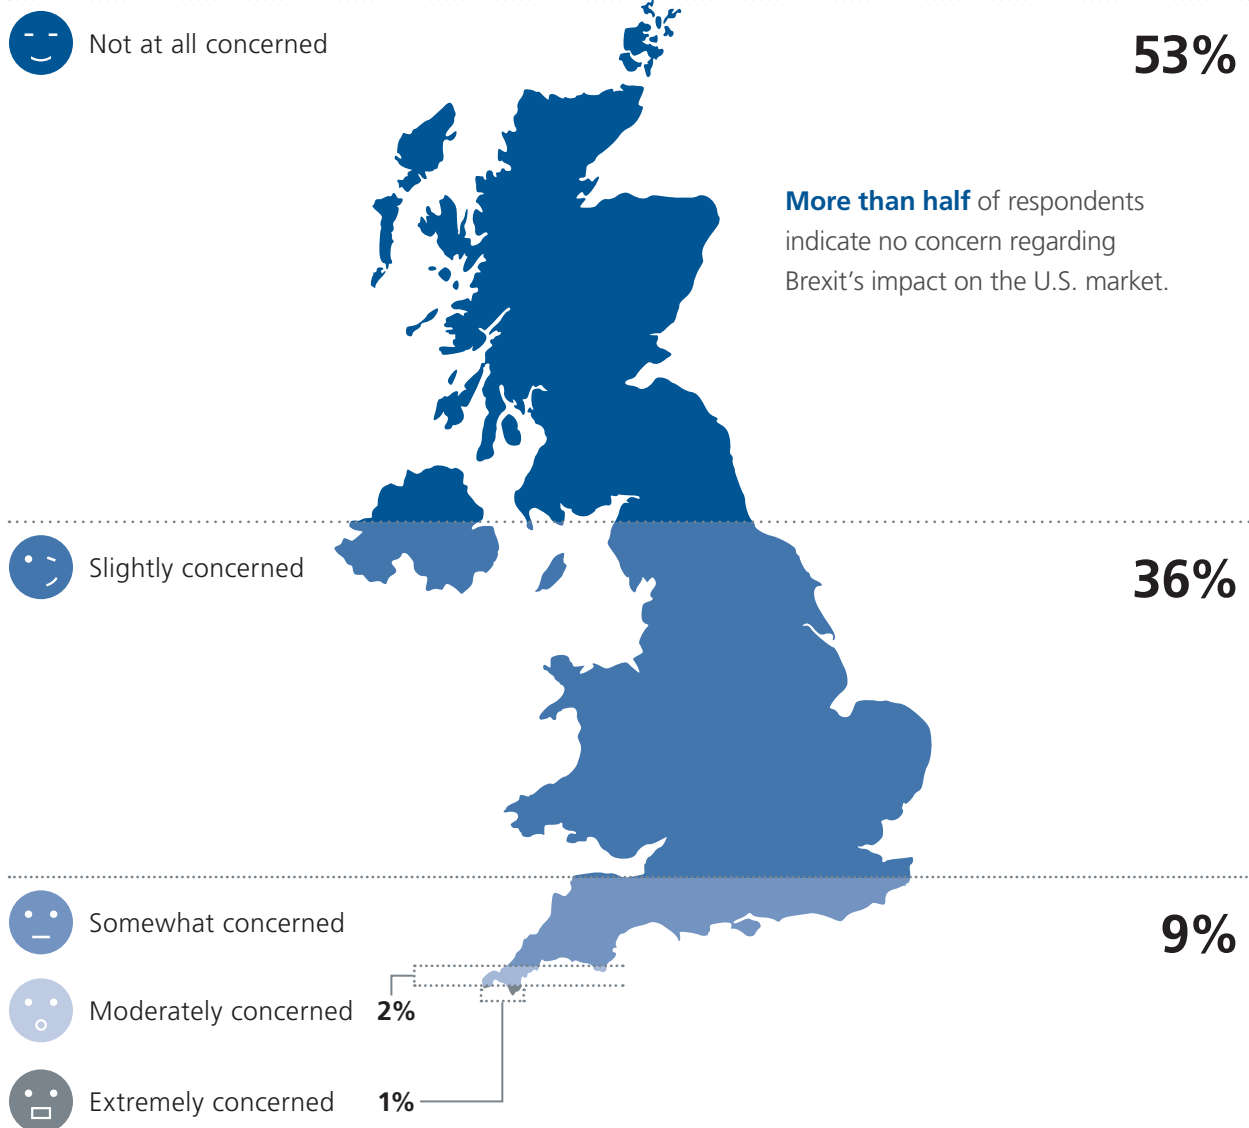 Not at all concerned
53%
More than half of respondents
indicate no concern regarding
Brexit’s impact on the U.S. market.
Slightly concerned
36%
Somewhat concerned
9%
Moderately concerned 2%
Extremely concerned 1%